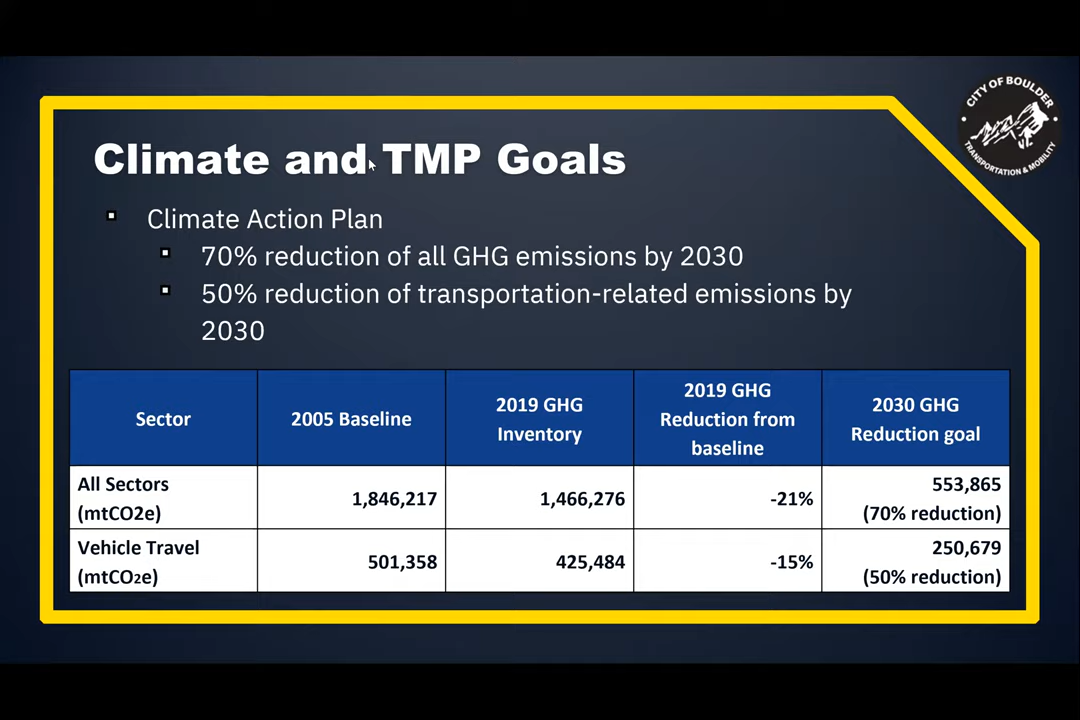 CITY OF BOULDER
TRANSPORTATION & MOBILITY
Climate and TMP Goals
Climate Action Plan
70% reduction of all GHG emissions by 2030
50% reduction of transportation-related emissions by
2030
Sector
2005 Baseline
2019 GHG
Inventory
2019 GHG
Reduction from
baseline
2030 GHG
Reduction goal
All Sectors
(mtCO2e)
1,846,217
1,466,276
-21%
553,865
(70% reduction)
Vehicle Travel
(mtCO₂e)
501,358
425,484
-15%
250,679
(50% reduction)